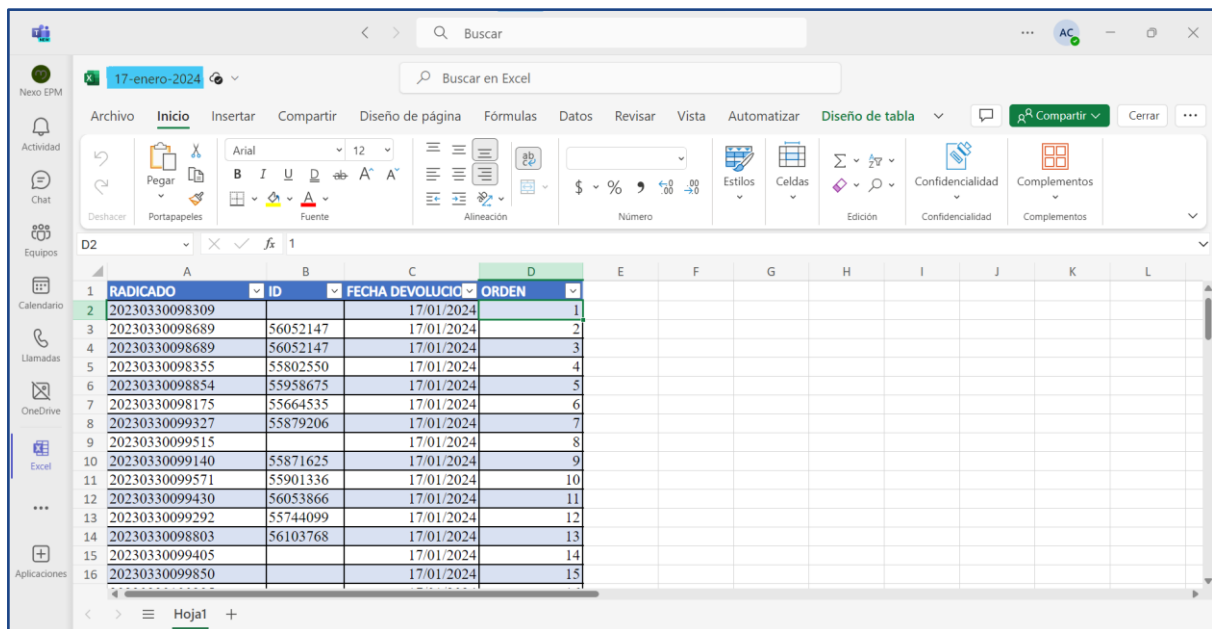 Buscar
AC
Nexo EPM
Actividad
Chat
Equipos
Calendario
Llamadas
OneDrive
Excel
Aplicaciones
17-enero-2024
Buscar en Excel
Archivo Inicio Insertar Compartir Diseño de página Fórmulas Datos Revisar Vista Automatizar Diseño de tabla Compartir Cerrar
Pegar Arial 12 Estilos Celdas Confidencialidad Complementos
Deshacer Portapapeles Fuente Alineación Número Edición Confidencialidad Complementos
D2 fx 1
A B C D E F G H I J K L
1 RADICADO ID FECHA DEVOLUCIO ORDEN
2 20230330098309 17/01/2024 1
3 20230330098689 56052147 17/01/2024 2
4 20230330098689 56052147 17/01/2024 3
5 20230330098355 55802550 17/01/2024 4
6 20230330098854 55958675 17/01/2024 5
7 20230330098175 55664535 17/01/2024 6
8 20230330099327 55879206 17/01/2024 7
9 20230330099515 17/01/2024 8
10 20230330099140 55871625 17/01/2024 9
11 20230330099571 55901336 17/01/2024 10
12 20230330099430 56053866 17/01/2024 11
13 20230330099292 55744099 17/01/2024 12
14 20230330098803 56103768 17/01/2024 13
15 20230330099405 17/01/2024 14
16 20230330099850 17/01/2024 15
Hoja1